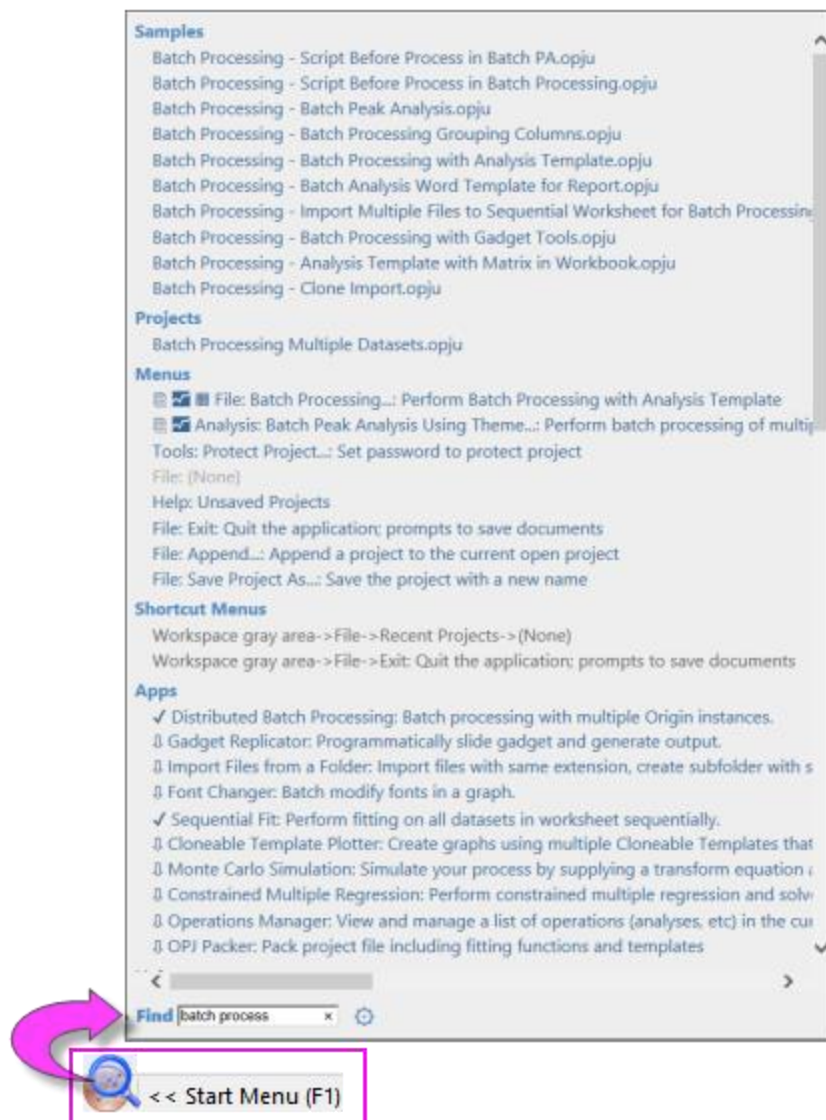 Samples
Batch Processing - Script Before Process in Batch PA.opju
Batch Processing - Script Before Process in Batch Processing.opju
Batch Processing - Batch Peak Analysis.opju
Batch Processing - Batch Processing Grouping Columns.opju
Batch Processing - Batch Processing with Analysis Template.opju
Batch Processing - Batch Analysis Word Template for Report.opju
Batch Processing - Import Multiple Files to Sequential Worksheet for Batch Processing
Batch Processing - Batch Processing with Gadget Tools.opju
Batch Processing - Analysis Template with Matrix in Workbook.opju
Batch Processing - Clone Import.opju
Projects
Batch Processing Multiple Datasets.opju
Menus
File: Batch Processing...: Perform Batch Processing with Analysis Template
Analysis: Batch Peak Analysis Using Theme...: Perform batch processing of
Tools: Protect Project...: Set password to protect project
File: (None)
Help: Unsaved Projects
File: Exit: Quit the application; prompts to save documents
File: Append...: Append a project to the current open project
File: Save Project As...: Save the project with a new name
Shortcut Menus
Workspace gray area->File->Recent Projects->(None)
Workspace gray area->File->Exit: Quit the application; prompts to save documents
Apps
✓ Distributed Batch Processing: Batch processing with multiple Origin instances.
Gadget Replicator: Programmatically slide gadget and generate output.
Import Files from a Folder: Import files with same extension, create subfolder with s
Font Changer: Batch modify fonts in a graph.
✓ Sequential Fit: Perform fitting on all datasets in worksheet sequentially.
Cloneable Template Plotter: Create graphs using multiple Cloneable Templates that
Monte Carlo Simulation: Simulate your process by supplying a transform equation
Constrained Multiple Regression: Perform constrained multiple regression and solv
Operations Manager: View and manage a list of operations (analyses, etc) in the cur
OPJ Packer: Pack project file including fitting functions and templates
Find batch process ×
<< Start Menu (F1)